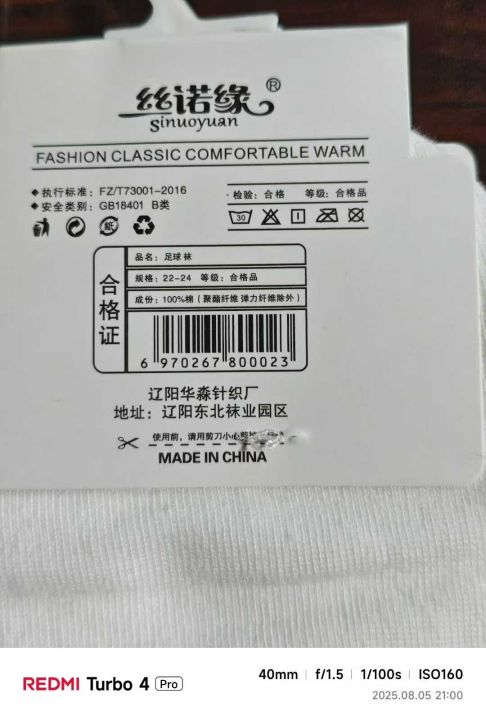 丝诺缘®
sinuoyuan
FASHION CLASSIC COMFORTABLE WARM
◆执行标准：FZ/T73001-2016
◆安全类别：GB18401 B类
·检验：合格 等级：合格品
30
合格证
品名：足球袜
规格：22-24 等级：合格品
成份：100%棉（聚酯纤维 弹力纤维除外）
6 970267 800023
辽阳华淼针织厂
地址：辽阳东北袜业园区
使用前，请用剪刀小心剪
MADE IN CHINA
REDMI Turbo 4 Pro
40mm | f/1.5 | 1/100s | ISO160
2025.08.05 21:00